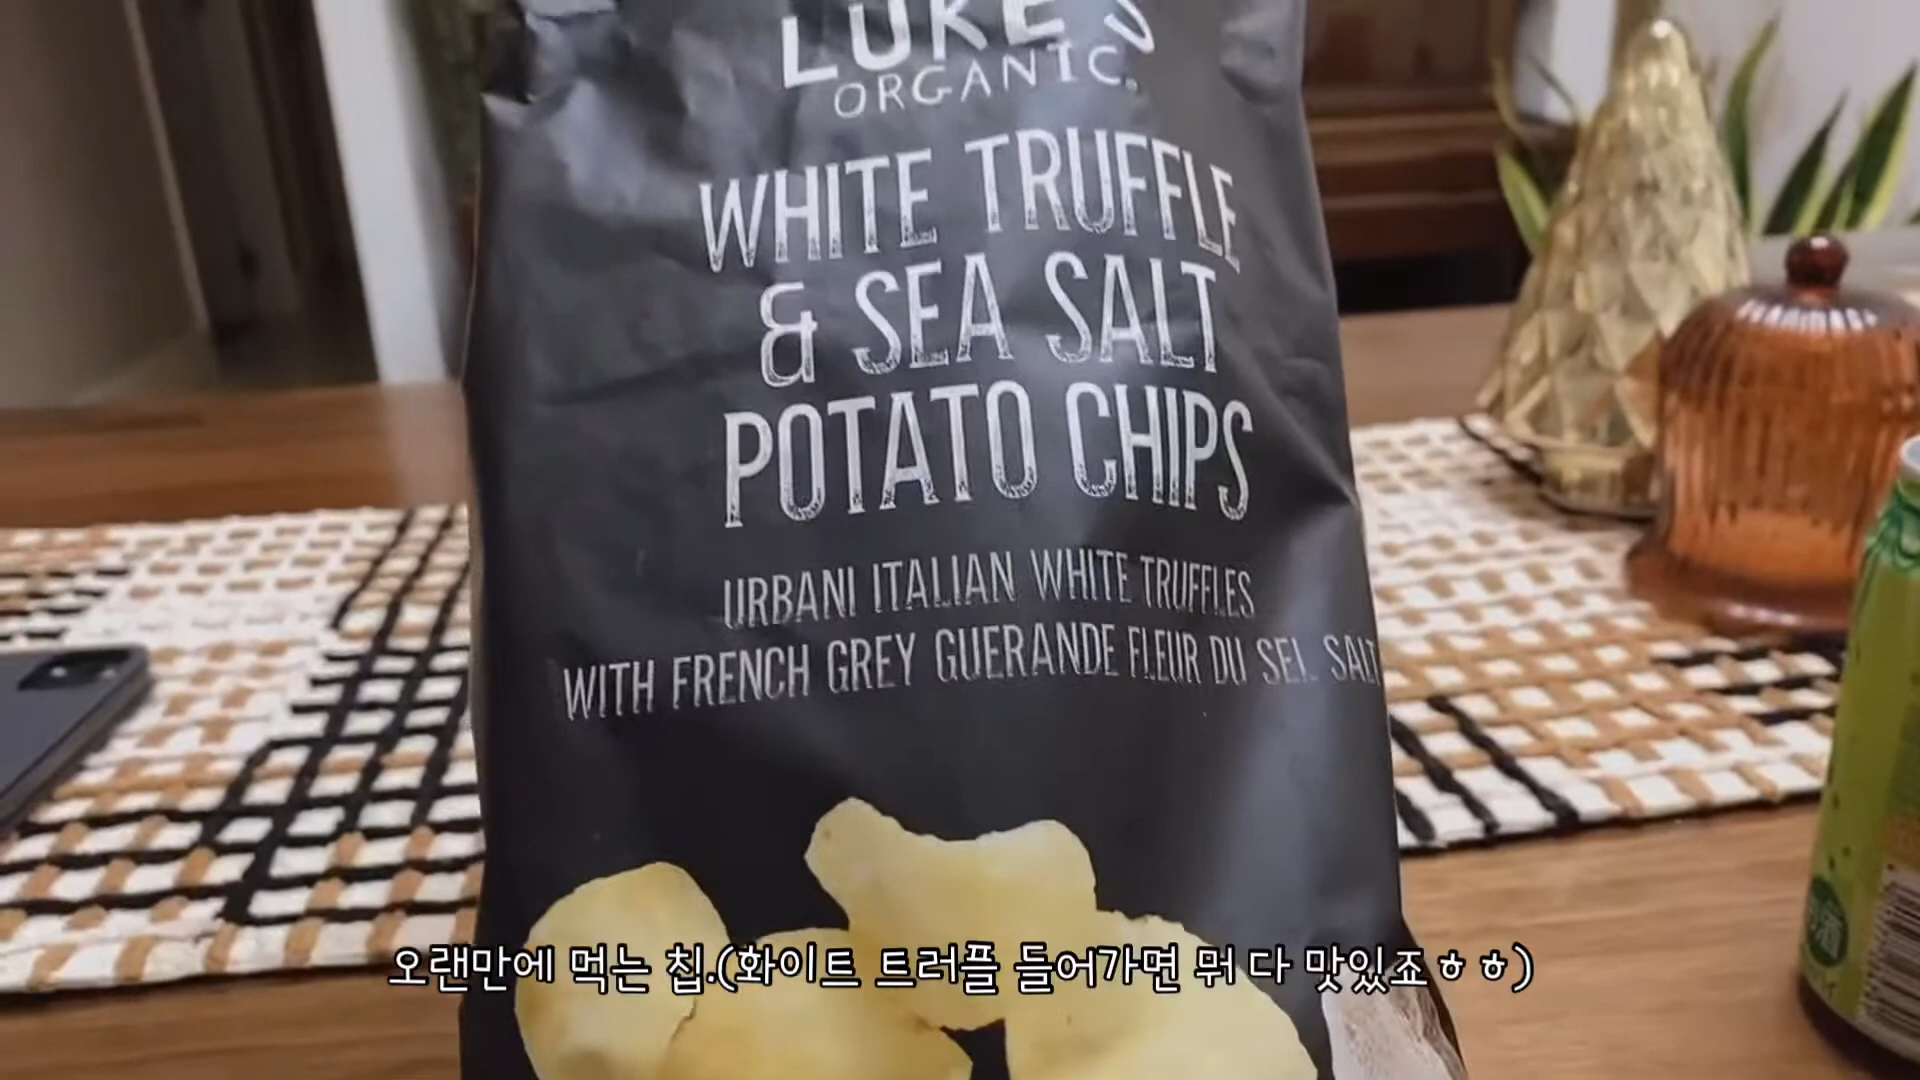 LUKE'S
ORGANIC
WHITE TRUFFLE
& SEA SALT
POTATO CHIPS
URBANI ITALIAN WHITE TRUFFLES
WITH FRENCH GREY GUERANDE FLEUR DU SEL SALT
오랜만에 먹는 칩.(화이트 트러플 들어가면 뭐 다 맛있죠ㅎㅎ)
酒